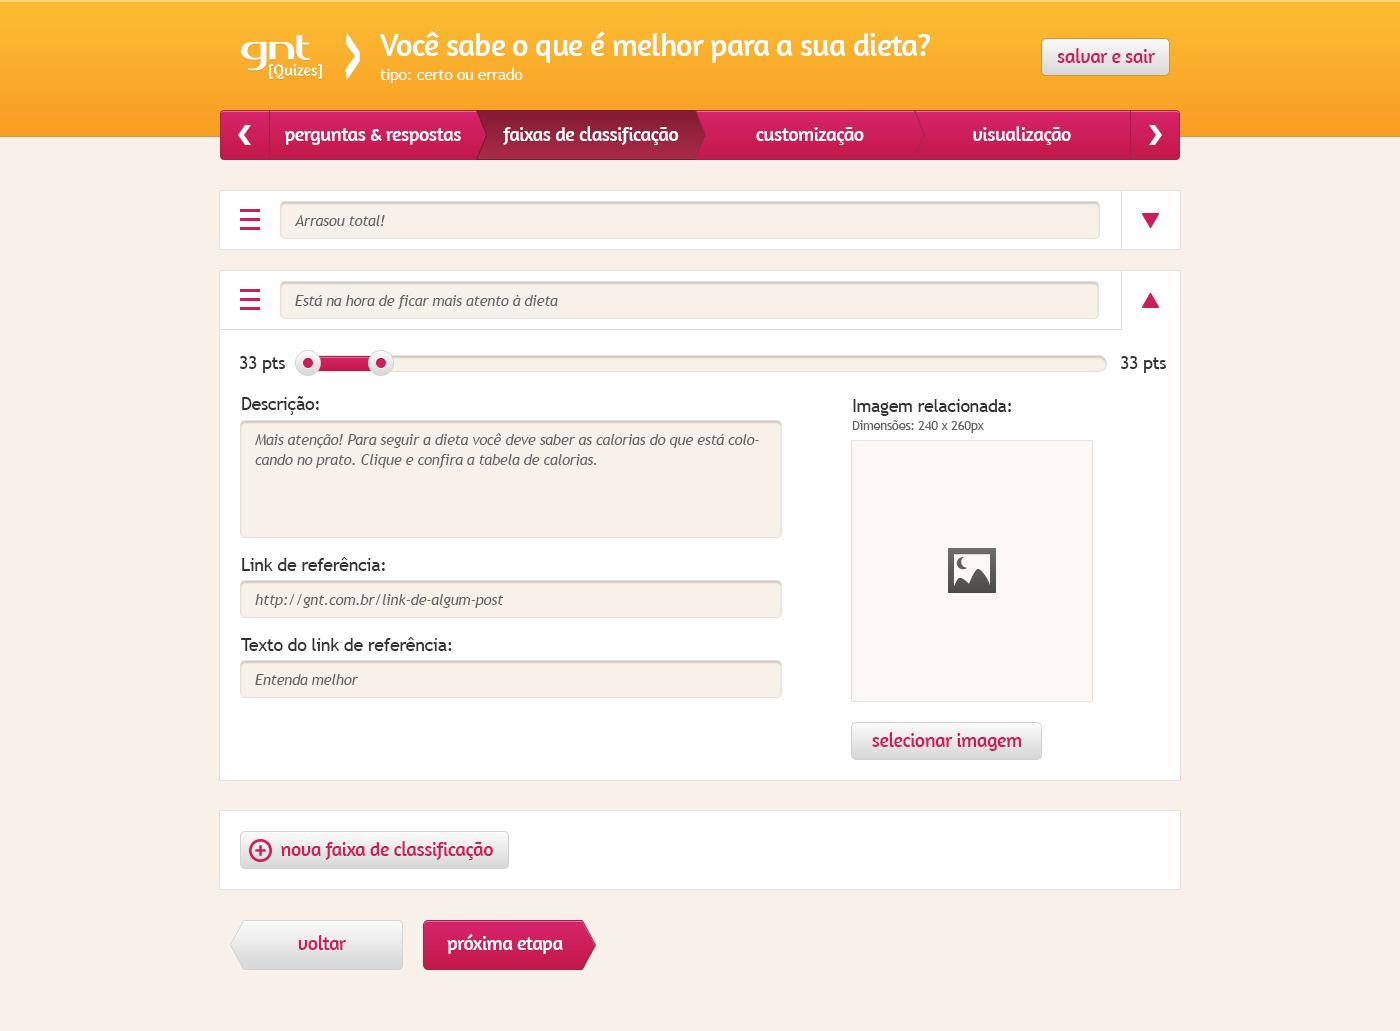 gnt
[Quizes]
Você sabe o que é melhor para a sua dieta?
tipo: certo ou errado
salvar e sair
perguntas & respostas
faixas de classificação
customização
visualização
Arrasou total!
Está na hora de ficar mais atento à dieta
33 pts
33 pts
Descrição:
Mais atenção! Para seguir a dieta você deve saber as calorias do que está colo-
cando no prato. Clique e confira a tabela de calorias.
Link de referência:
http://gnt.com.br/link-de-algum-post
Texto do link de referência:
Entenda melhor
Imagem relacionada:
Dimensões: 240 x 260px
selecionar imagem
nova faixa de classificação
voltar
próxima etapa